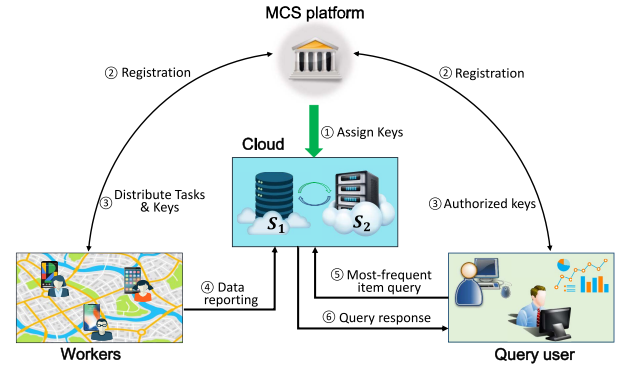 MCS platform
② Registration
② Registration
① Assign Keys
Cloud
S₁
S₂
③ Distribute Tasks
& Keys
③ Authorized keys
④ Data
reporting
⑤ Most-frequent
item query
⑥ Query response
Workers
Query user